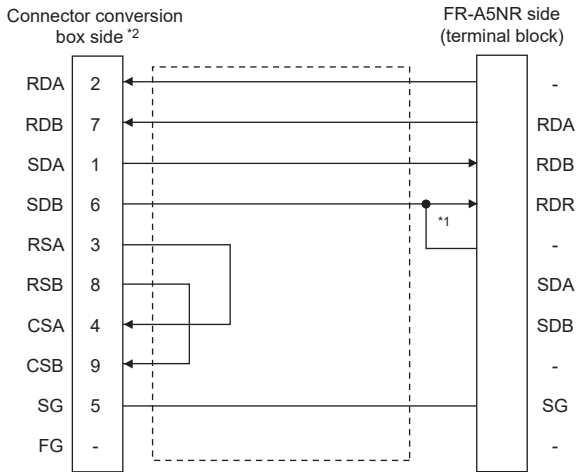 Connector conversion
box side *2
FR-A5NR side
(terminal block)
RDA 2 -
RDB 7 RDA
SDA 1 RDB
SDB 6 RDR
*1
RSA 3 -
RSB 8 SDA
CSA 4 SDB
CSB 9 -
SG 5 SG
FG - -